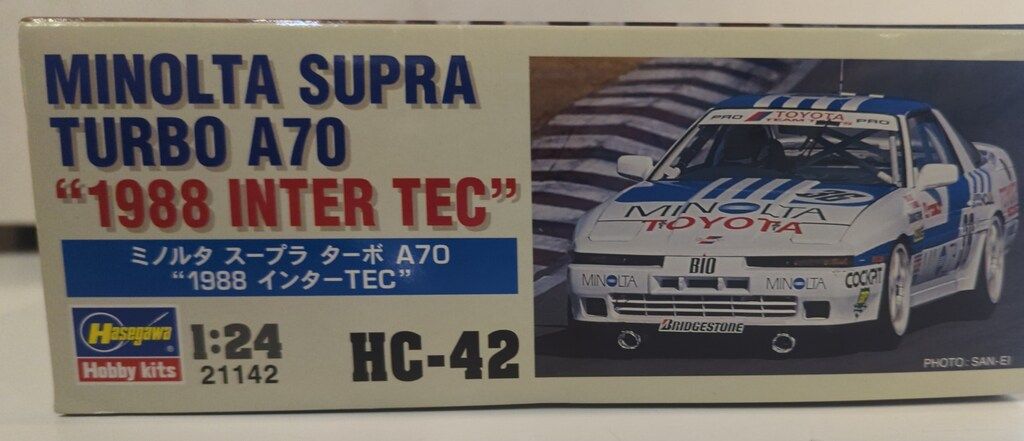 MINOLTA SUPRA
TURBO A70
“1988 INTER TEC”
ミノルタ スープラ ターボ A70
“1988 インターTEC”
Hasegawa
Hobby kits
1:24
21142
HC-42
PRO TOYOTA PRO
36
MINOLTA
TOYOTA
BIO
MINOLTA MINOLTA COCKPIT
BRIDGESTONE
PHOTO : SAN-EI